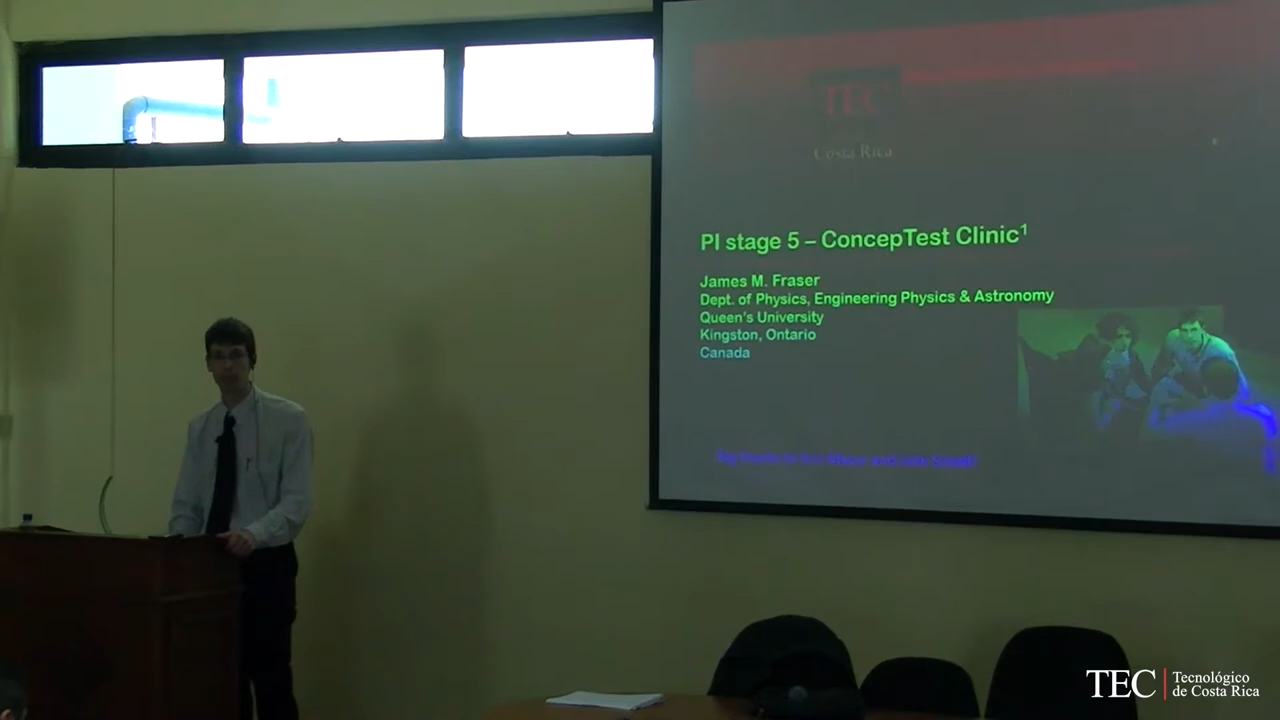 TEC
Costa Rica
PI stage 5 – ConcepTest Clinic¹
James M. Fraser
Dept. of Physics, Engineering Physics & Astronomy
Queen's University
Kingston, Ontario
Canada
TEC
Tecnológico
de Costa Rica